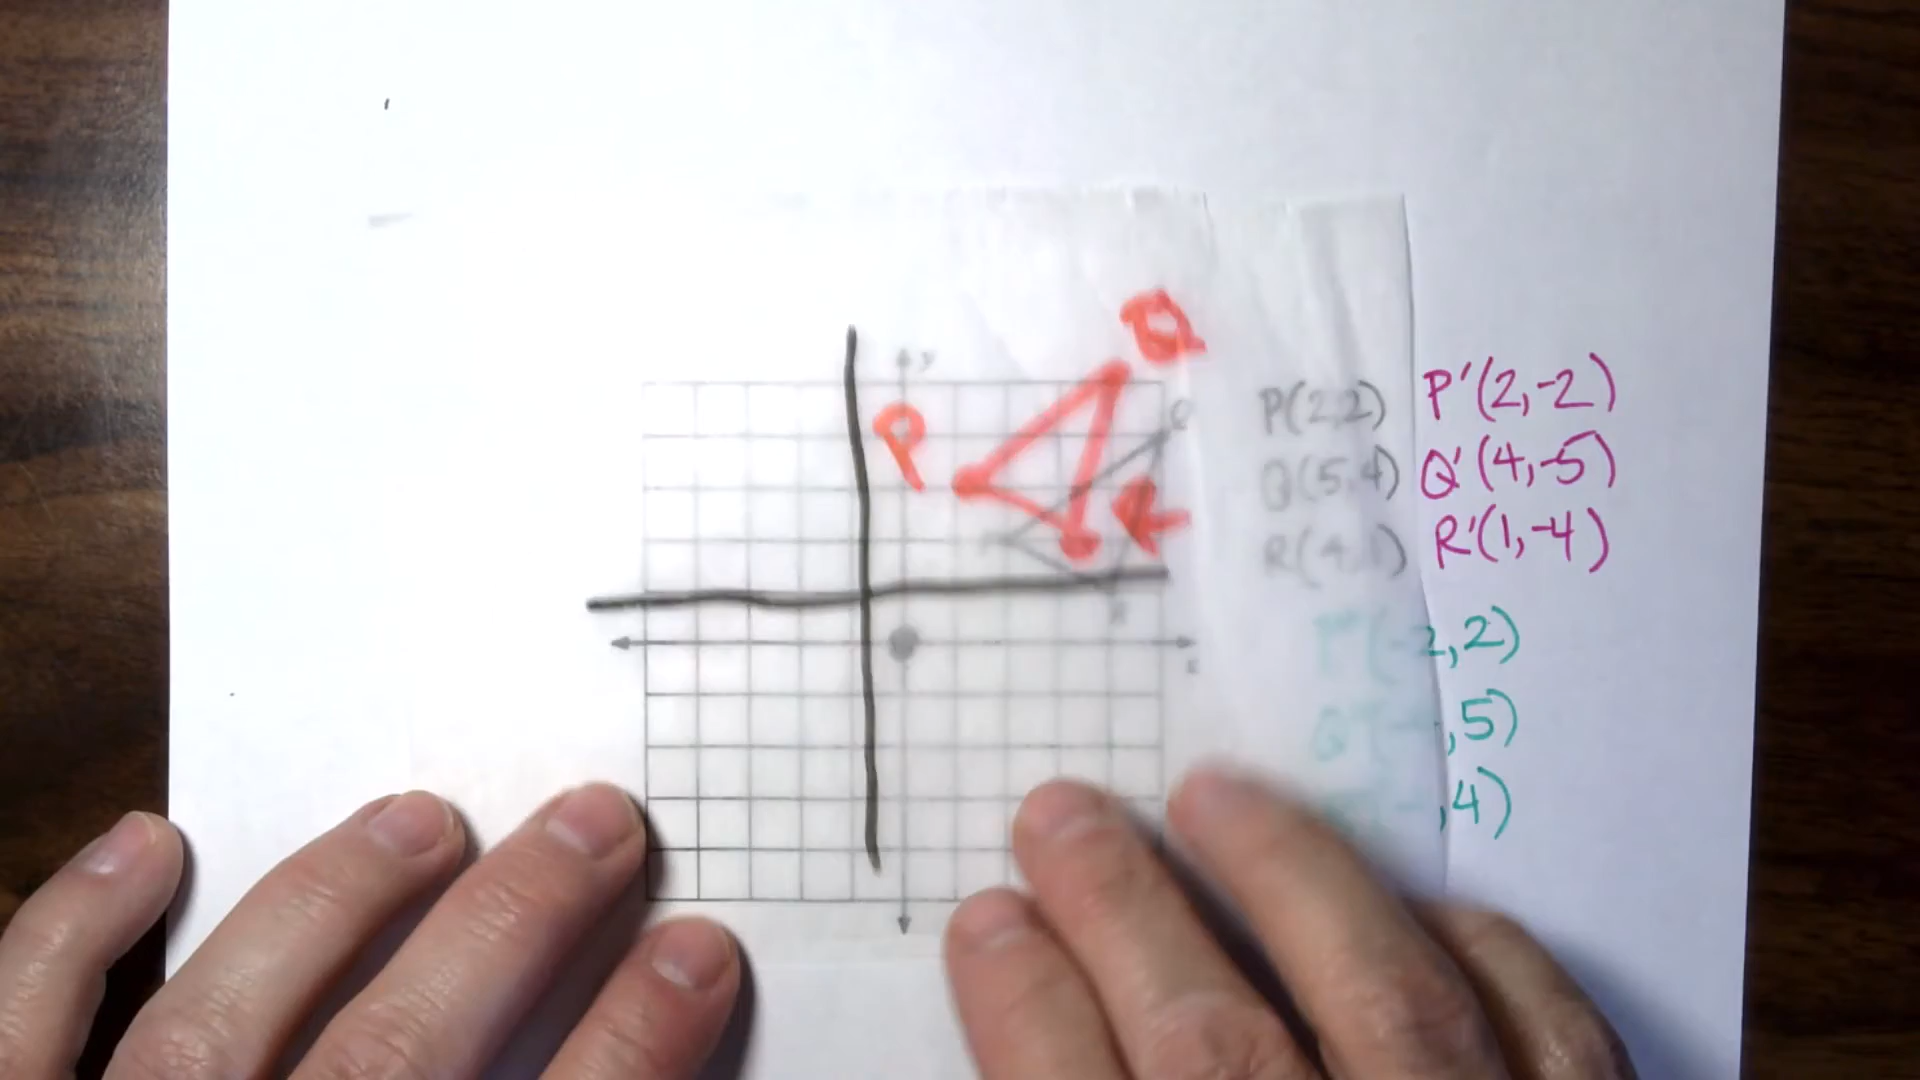 y
Q
P
Q
R
x
R
P(2,2) P'(2,-2)
Q(5,4) Q'(4,-5)
R(4,1) R'(1,-4)
(-2,2)
,5)
,4)